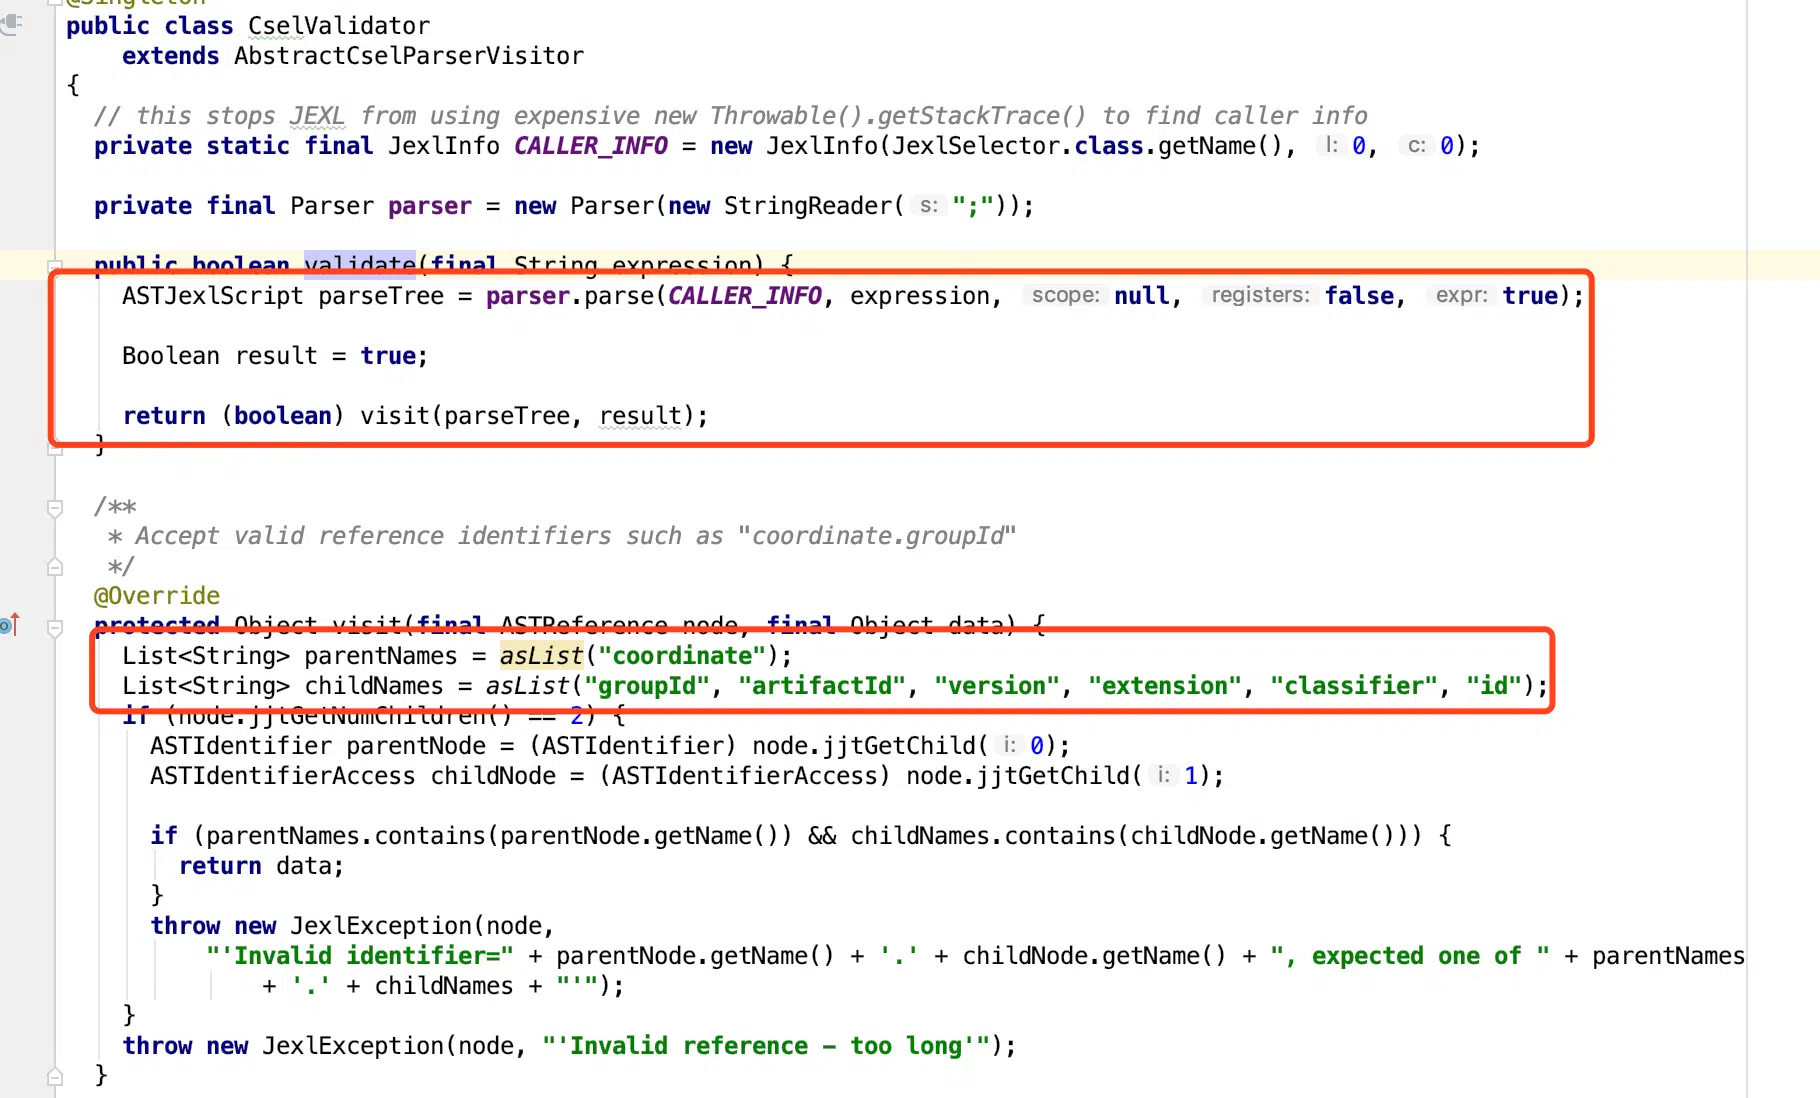 @Singleton
public class CselValidator
    extends AbstractCselParserVisitor
{
  // this stops JEXL from using expensive new Throwable().getStackTrace() to find caller info
  private static final JexlInfo CALLER_INFO = new JexlInfo(JexlSelector.class.getName(), l: 0, c: 0);
  private final Parser parser = new Parser(new StringReader( s: ";"));
  public boolean validate(final String expression) {
    ASTJexlScript parseTree = parser.parse(CALLER_INFO, expression, scope: null, registers: false, expr: true);
    Boolean result = true;
    return (boolean) visit(parseTree, result);
  }
  /**
   * Accept valid reference identifiers such as "coordinate.groupId"
   */
  @Override
  protected Object visit(final ASTReference node, final Object data) {
    List<String> parentNames = asList("coordinate");
    List<String> childNames = asList("groupId", "artifactId", "version", "extension", "classifier", "id");
    if (node.jjtGetNumChildren() == 2) {
      ASTIdentifier parentNode = (ASTIdentifier) node.jjtGetChild( i: 0);
      ASTIdentifierAccess childNode = (ASTIdentifierAccess) node.jjtGetChild( i: 1);
      if (parentNames.contains(parentNode.getName()) && childNames.contains(childNode.getName())) {
        return data;
      }
      throw new JexlException(node,
          "'Invalid identifier=" + parentNode.getName() + '.' + childNode.getName() + ", expected one of " + parentNames
              + '.' + childNames + "'");
    }
    throw new JexlException(node, "'Invalid reference – too long'");
  }